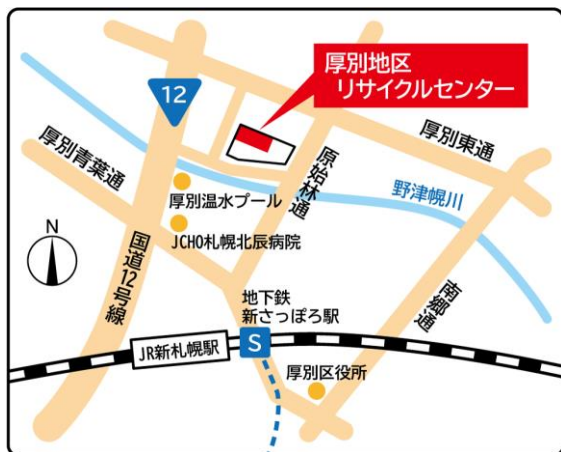 厚別地区
リサイクルセンター
12
厚別青葉通
原始林通
厚別東通
野津幌川
厚別温水プール
JCHO札幌北辰病院
N
国道12号線
地下鉄
新さっぽろ駅
南郷通
JR新札幌駅
S
厚別区役所